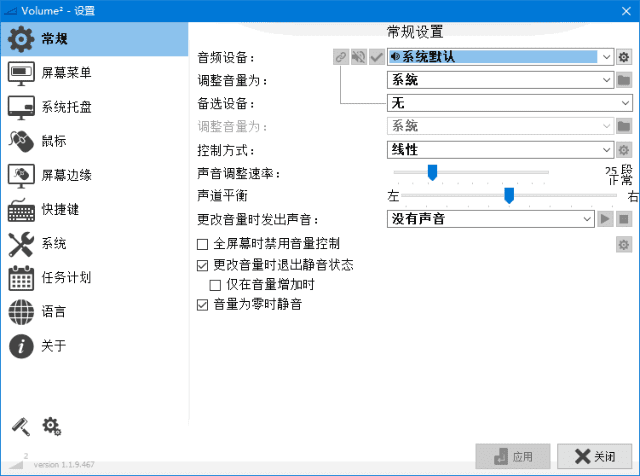 Volume² - 设置
常规
屏幕菜单
系统托盘
鼠标
屏幕边缘
快捷键
系统
任务计划
语言
关于
2
version 1.1.9.467
常规设置
音频设备：
系统默认
调整音量为：
系统
备选设备：
无
调整音量为：
系统
控制方式：
线性
声音调整速率：
25 段
正常
声道平衡
左
右
更改音量时发出声音：
没有声音
全屏幕时禁用音量控制
更改音量时退出静音状态
仅在音量增加时
音量为零时静音
应用
关闭